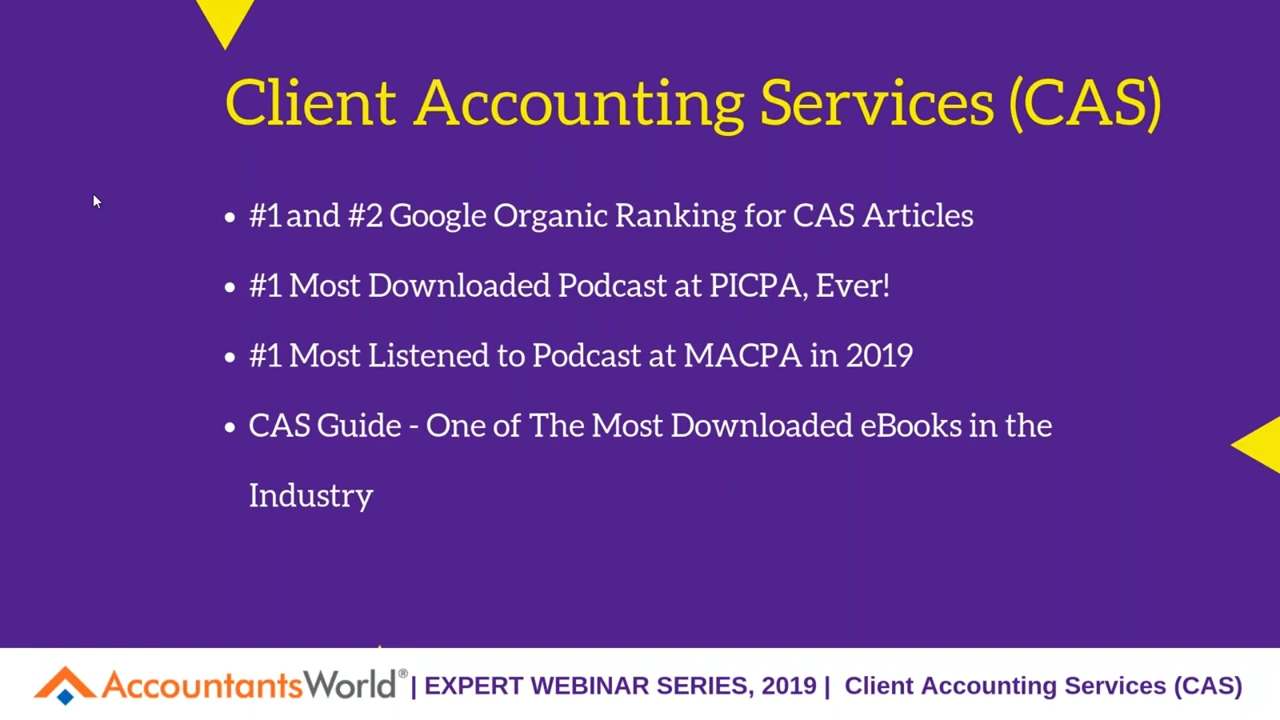 Client Accounting Services (CAS)
• #1 and #2 Google Organic Ranking for CAS Articles
• #1 Most Downloaded Podcast at PICPA, Ever!
• #1 Most Listened to Podcast at MACPA in 2019
• CAS Guide - One of The Most Downloaded eBooks in the
Industry
AccountantsWorld® | EXPERT WEBINAR SERIES, 2019 | Client Accounting Services (CAS)